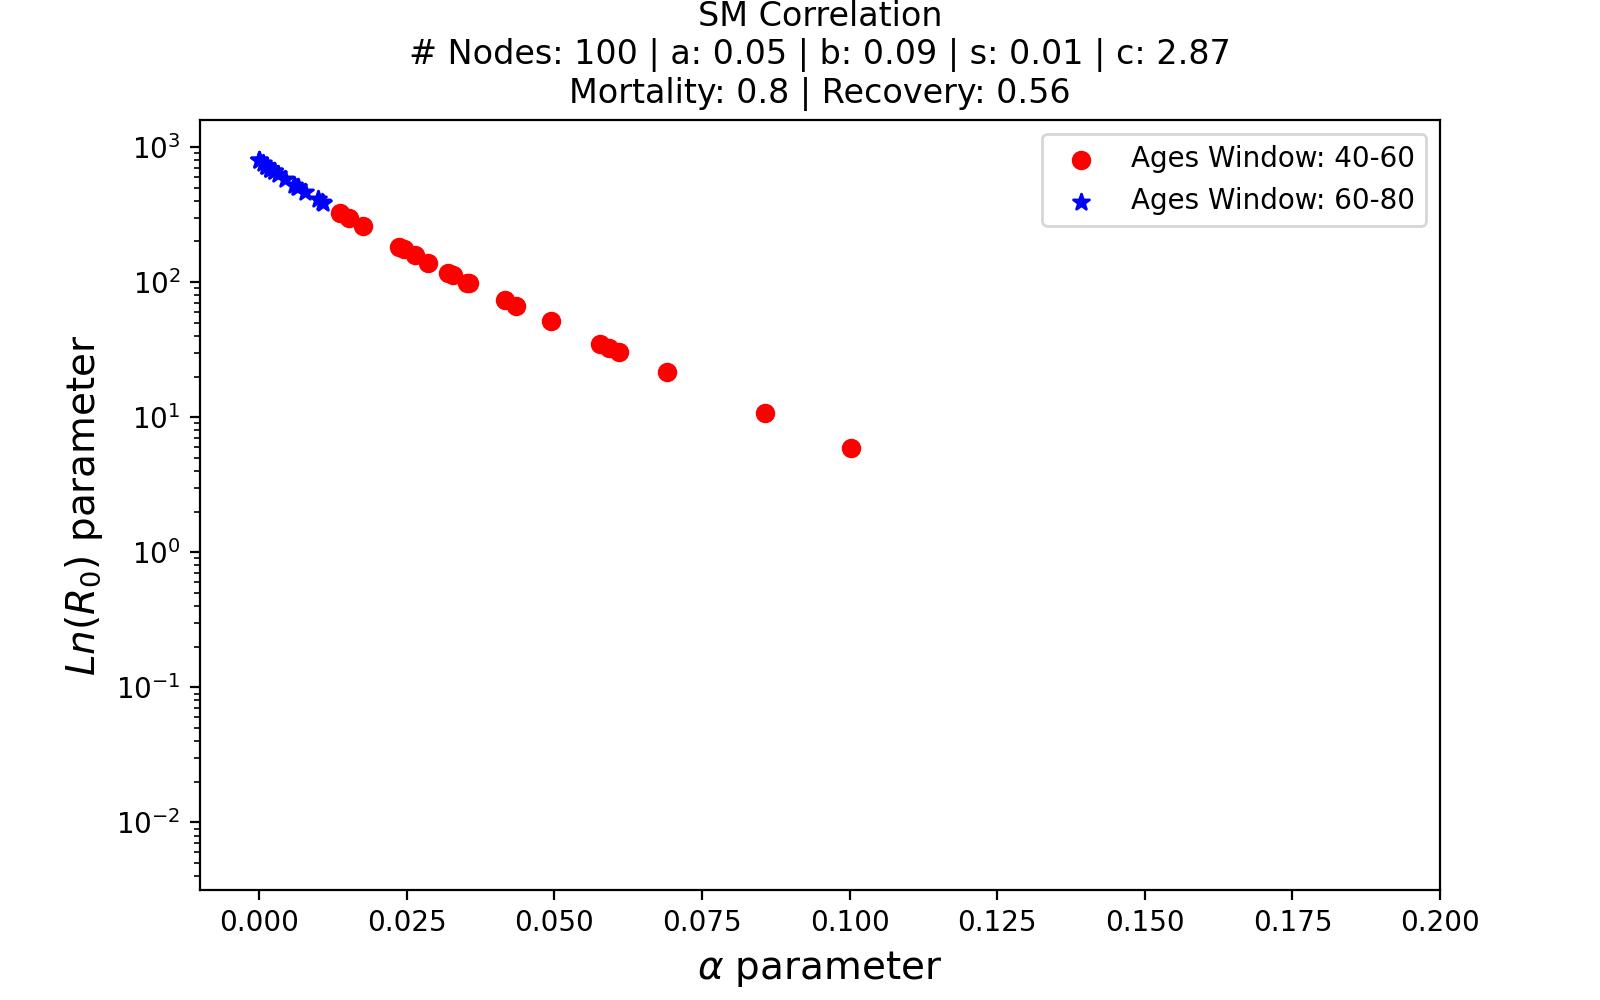 SM Correlation
# Nodes: 100 | a: 0.05 | b: 0.09 | s: 0.01 | c: 2.87
Mortality: 0.8 | Recovery: 0.56
Ages Window: 40-60
Ages Window: 60-80
Ln(R₀) parameter
10³
10²
10¹
10⁰
10⁻¹
10⁻²
0.000 0.025 0.050 0.075 0.100 0.125 0.150 0.175 0.200
α parameter